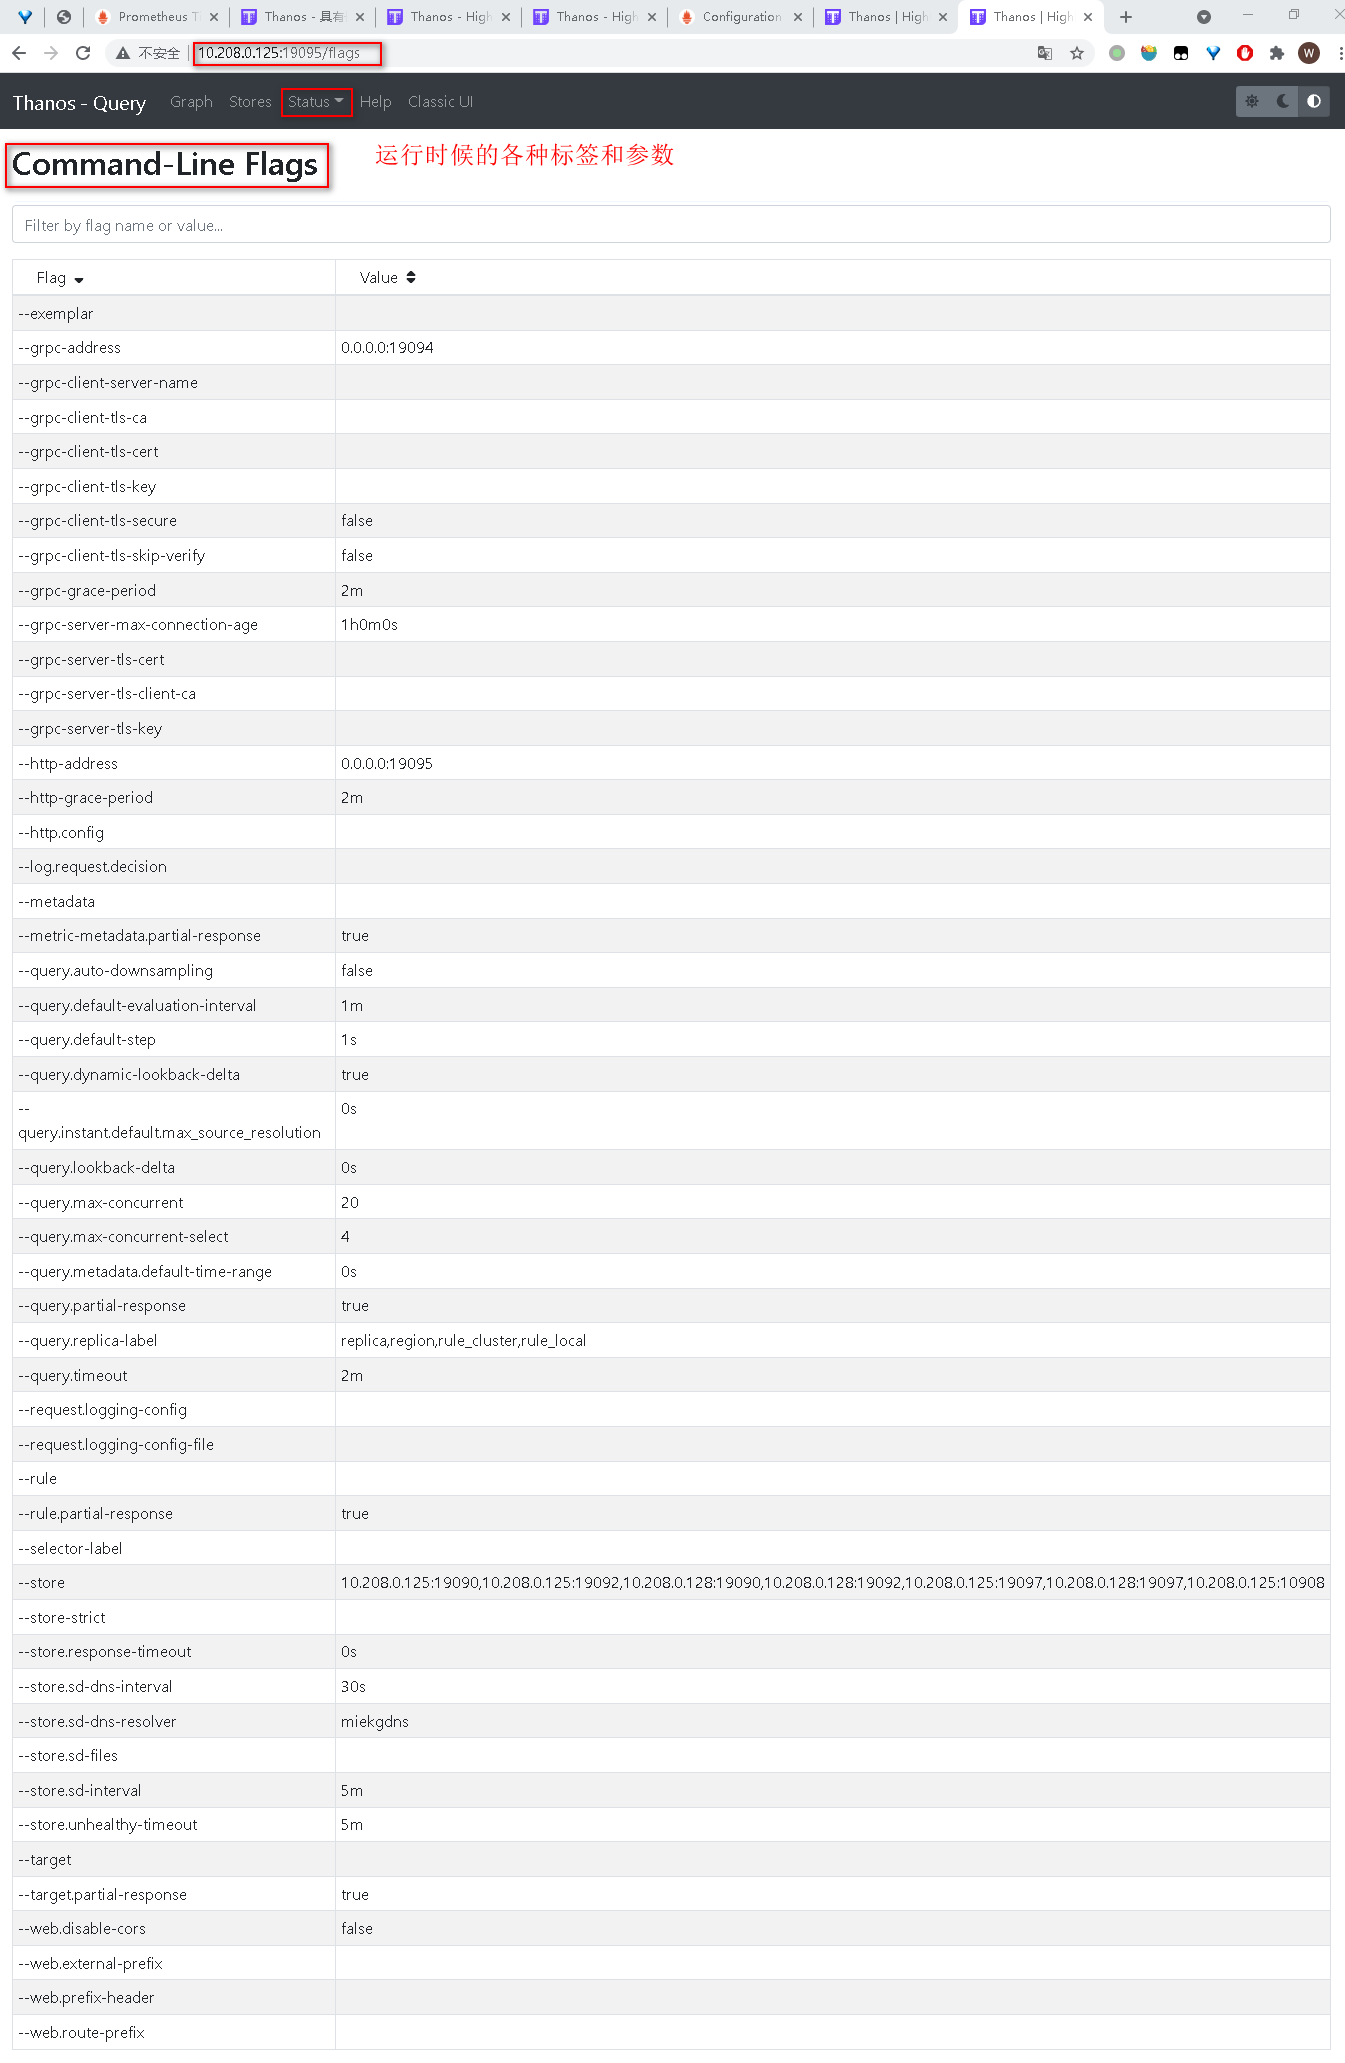 Prometheus T
Thanos - 具有
Thanos - High
Thanos - High
Configuration
Thanos | High
Thanos | High
不安全
10.208.0.125:19095/flags
W
Thanos - Query
Graph
Stores
Status
Help
Classic UI
Command-Line Flags
运行时候的各种标签和参数
Filter by flag name or value...
Flag Value
--exemplar
--grpc-address 0.0.0.0:19094
--grpc-client-server-name
--grpc-client-tls-ca
--grpc-client-tls-cert
--grpc-client-tls-key
--grpc-client-tls-secure false
--grpc-client-tls-skip-verify false
--grpc-grace-period 2m
--grpc-server-max-connection-age 1h0m0s
--grpc-server-tls-cert
--grpc-server-tls-client-ca
--grpc-server-tls-key
--http-address 0.0.0.0:19095
--http-grace-period 2m
--http.config
--log.request.decision
--metadata
--metric-metadata.partial-response true
--query.auto-downsampling false
--query.default-evaluation-interval 1m
--query.default-step 1s
--query.dynamic-lookback-delta true
-- 0s
query.instant.default.max_source_resolution
--query.lookback-delta 0s
--query.max-concurrent 20
--query.max-concurrent-select 4
--query.metadata.default-time-range 0s
--query.partial-response true
--query.replica-label replica,region,rule_cluster,rule_local
--query.timeout 2m
--request.logging-config
--request.logging-config-file
--rule
--rule.partial-response true
--selector-label
--store 10.208.0.125:19090,10.208.0.125:19092,10.208.0.128:19090,10.208.0.128:19092,10.208.0.125:19097,10.208.0.128:19097,10.208.0.125:10908
--store-strict
--store.response-timeout 0s
--store.sd-dns-interval 30s
--store.sd-dns-resolver miekgdns
--store.sd-files
--store.sd-interval 5m
--store.unhealthy-timeout 5m
--target
--target.partial-response true
--web.disable-cors false
--web.external-prefix
--web.prefix-header
--web.route-prefix